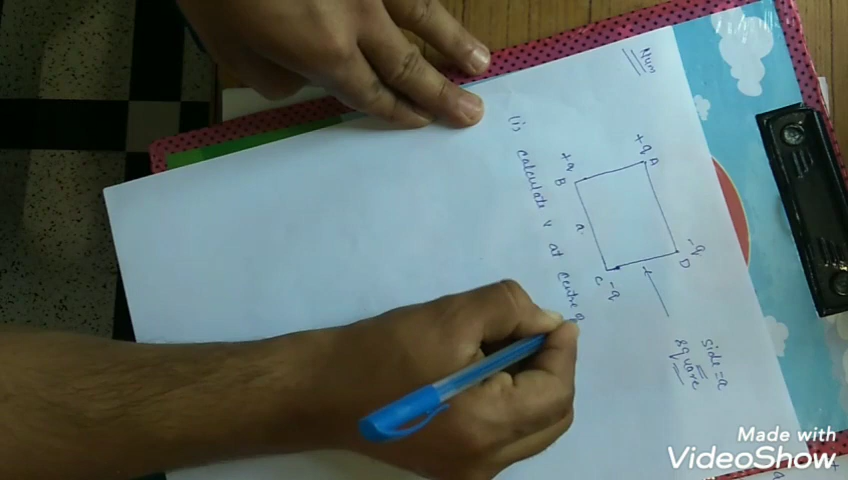 Num
+q A
-q D
+q B
a
C -q
side = a
square
(i) calculate V at centre
Made with
VideoShow